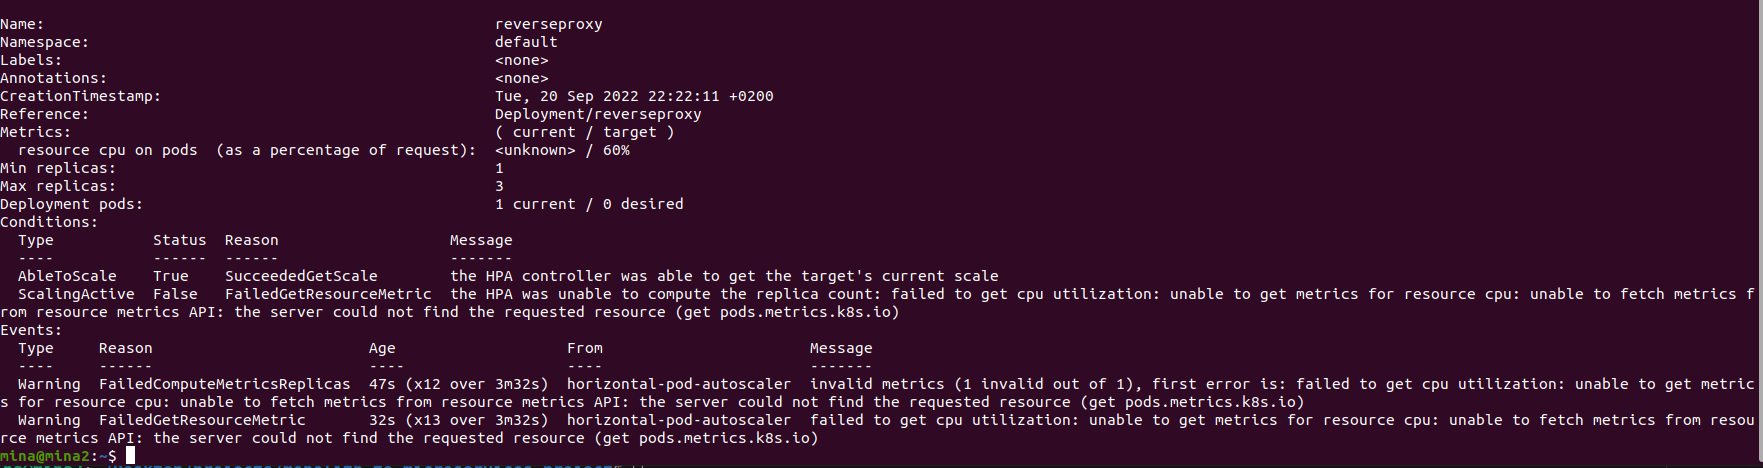 Name:                                                  reverseproxy
Namespace:                                             default
Labels:                                                <none>
Annotations:                                           <none>
CreationTimestamp:                                     Tue, 20 Sep 2022 22:22:11 +0200
Reference:                                             Deployment/reverseproxy
Metrics:                                               ( current / target )
  resource cpu on pods  (as a percentage of request):  <unknown> / 60%
Min replicas:                                          1
Max replicas:                                          3
Deployment pods:                                       1 current / 0 desired
Conditions:
  Type           Status  Reason                   Message
  ----           ------  ------                   -------
  AbleToScale    True    SucceededGetScale        the HPA controller was able to get the target's current scale
  ScalingActive  False   FailedGetResourceMetric  the HPA was unable to compute the replica count: failed to get cpu utilization: unable to get metrics for resource cpu: unable to fetch metrics f
rom resource metrics API: the server could not find the requested resource (get pods.metrics.k8s.io)
Events:
  Type     Reason                        Age                   From                       Message
  ----     ------                        ----                  ----                       -------
  Warning  FailedComputeMetricsReplicas  47s (x12 over 3m32s)  horizontal-pod-autoscaler  invalid metrics (1 invalid out of 1), first error is: failed to get cpu utilization: unable to get metric
s for resource cpu: unable to fetch metrics from resource metrics API: the server could not find the requested resource (get pods.metrics.k8s.io)
  Warning  FailedGetResourceMetric       32s (x13 over 3m32s)  horizontal-pod-autoscaler  failed to get cpu utilization: unable to get metrics for resource cpu: unable to fetch metrics from resou
rce metrics API: the server could not find the requested resource (get pods.metrics.k8s.io)
mina@mina2:~$